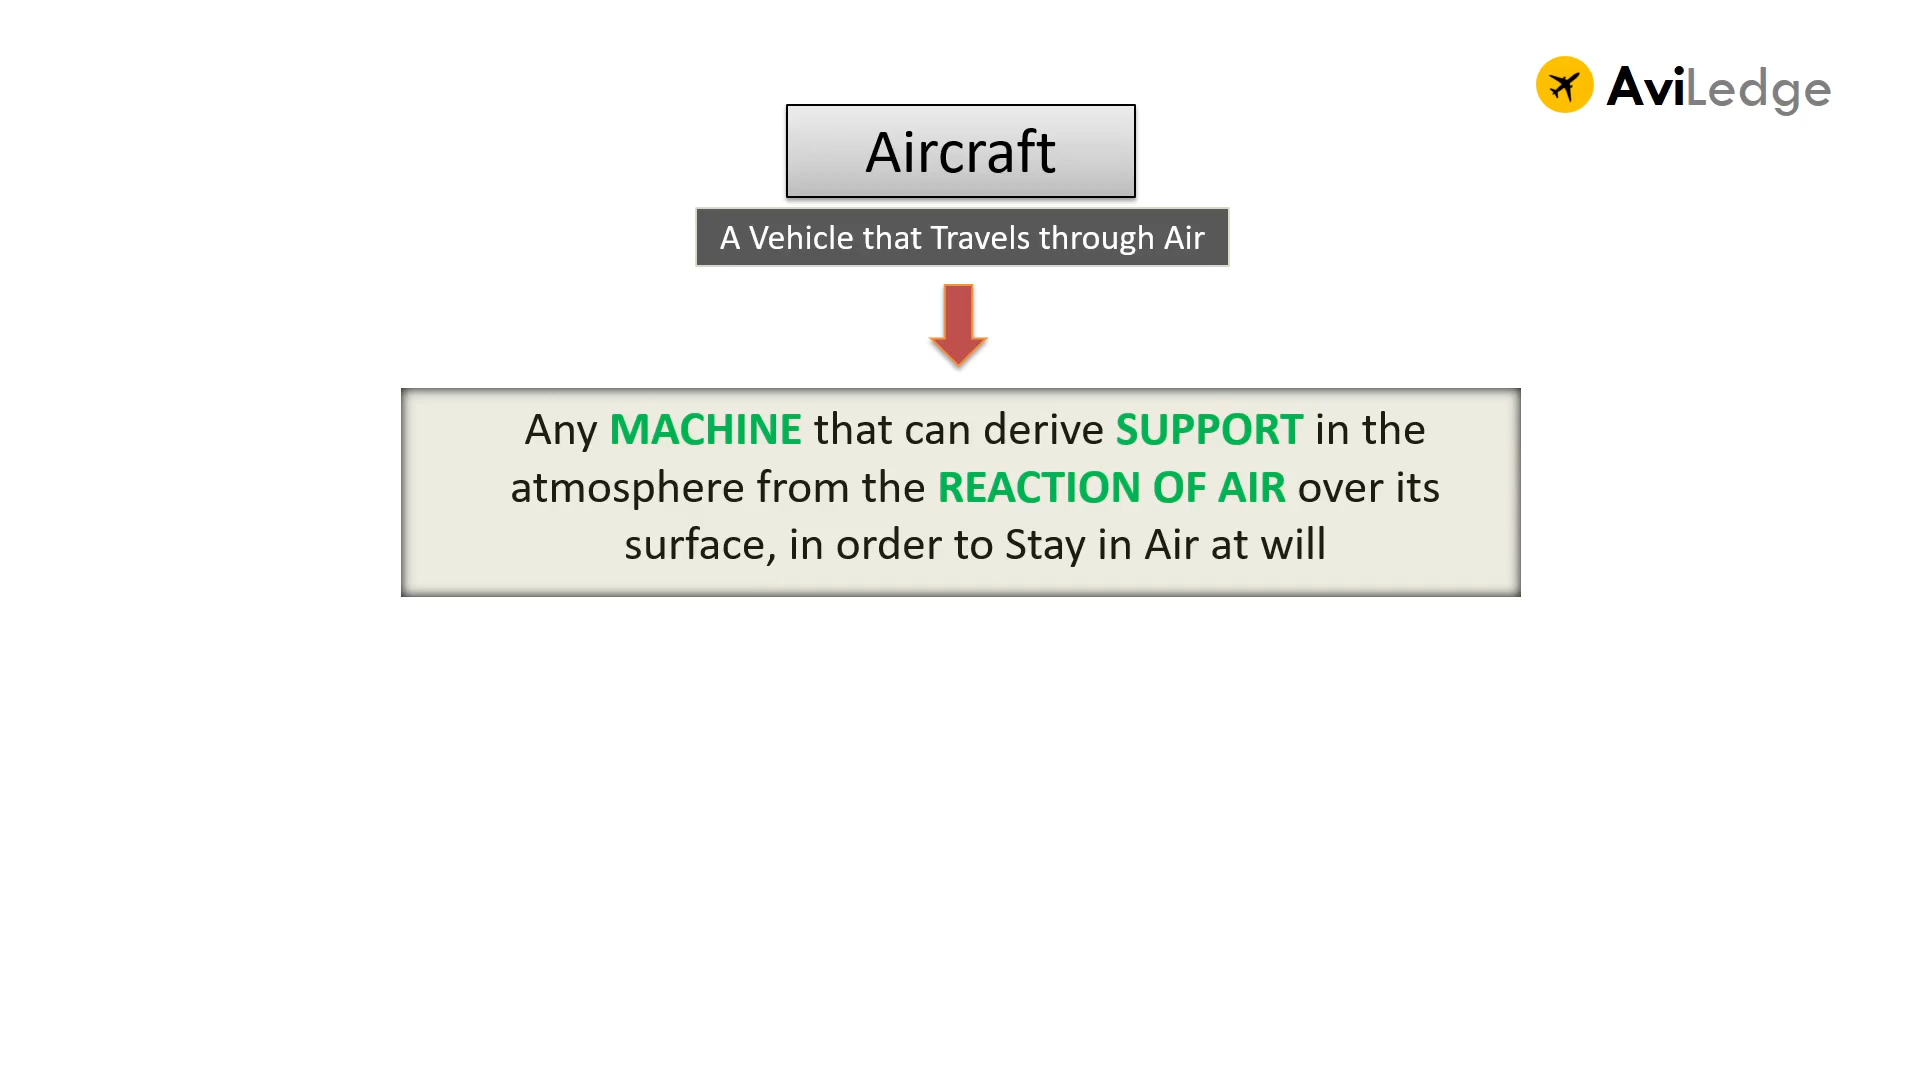 AviLedge
Aircraft
A Vehicle that Travels through Air
Any MACHINE that can derive SUPPORT in the
atmosphere from the REACTION OF AIR over its
surface, in order to Stay in Air at will